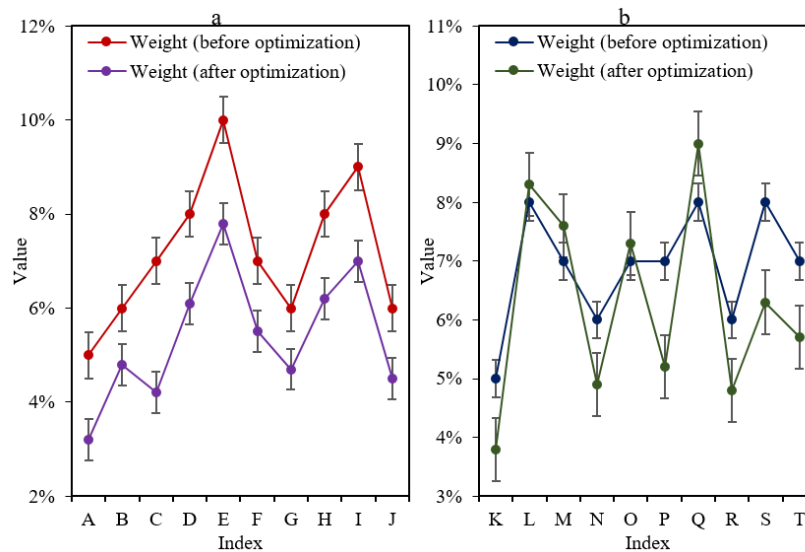 a
12%
10%
8%
6%
4%
2%
Value
Weight (before optimization)
Weight (after optimization)
A B C D E F G H I J
Index
b
11%
10%
9%
8%
7%
6%
5%
4%
3%
Value
Weight (before optimization)
Weight (after optimization)
K L M N O P Q R S T
Index